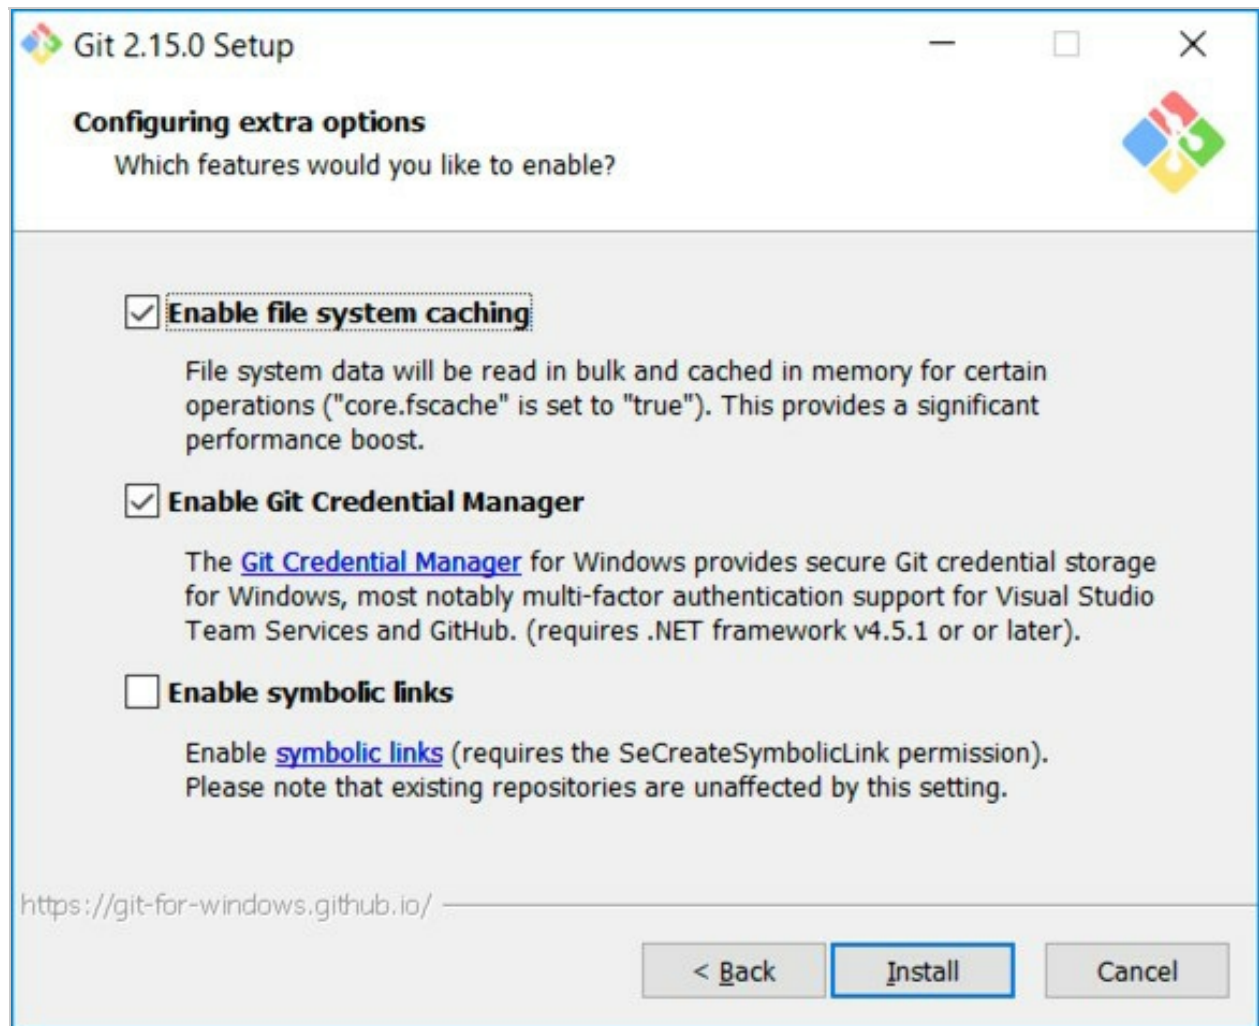 Git 2.15.0 Setup
Configuring extra options
Which features would you like to enable?
Enable file system caching
File system data will be read in bulk and cached in memory for certain
operations ("core.fscache" is set to "true"). This provides a significant
performance boost.
Enable Git Credential Manager
The Git Credential Manager for Windows provides secure Git credential storage
for Windows, most notably multi-factor authentication support for Visual Studio
Team Services and GitHub. (requires .NET framework v4.5.1 or or later).
Enable symbolic links
Enable symbolic links (requires the SeCreateSymbolicLink permission).
Please note that existing repositories are unaffected by this setting.
https://git-for-windows.github.io/
< Back Install Cancel